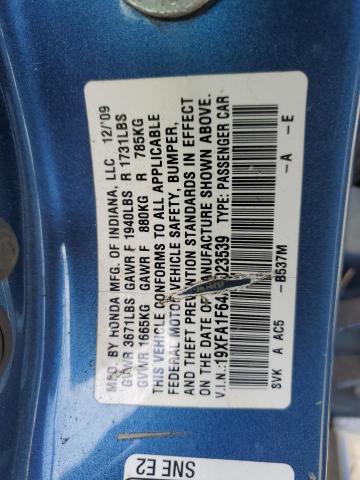 MFD. BY HONDA MFG. OF INDIANA, LLC 12/'09
GVWR 3671LBS GAWR F 1940LBS R 1731LBS
GVWR 1665KG GAWR F 880KG R 785KG
THIS VEHICLE CONFORMS TO ALL APPLICABLE
FEDERAL MOTOR VEHICLE SAFETY, BUMPER,
AND THEFT PREVENTION STANDARDS IN EFFECT
ON THE DATE OF MANUFACTURE SHOWN ABOVE.
V.I.N.: TYPE: PASSENGER CAR
-B537M -A -E
SVK A AC5
SNE E2